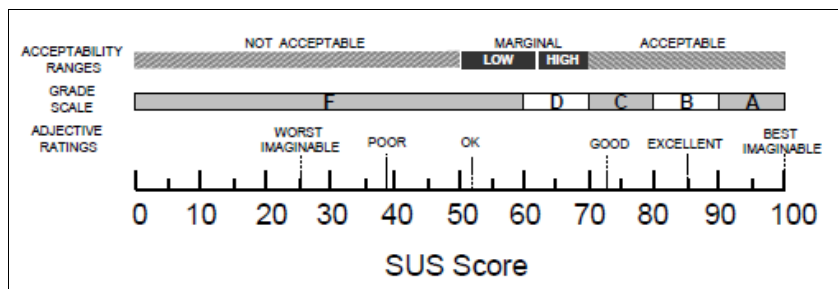 NOT ACCEPTABLE MARGINAL ACCEPTABLE
ACCEPTABILITY RANGES
LOW HIGH
GRADE SCALE
F D C B A
ADJECTIVE RATINGS
WORST IMAGINABLE
POOR
OK
GOOD
EXCELLENT
BEST IMAGINABLE
0 10 20 30 40 50 60 70 80 90 100
SUS Score